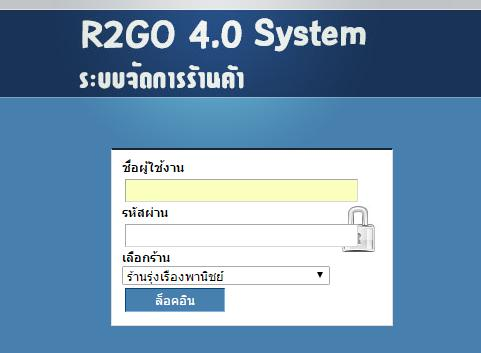 R2GO 4.0 System
ระบบจัดการร้านค้า
ชื่อผู้ใช้งาน
รหัสผ่าน
เลือกร้าน
ร้านรุ่งเรืองพานิชย์
ล็อคอิน